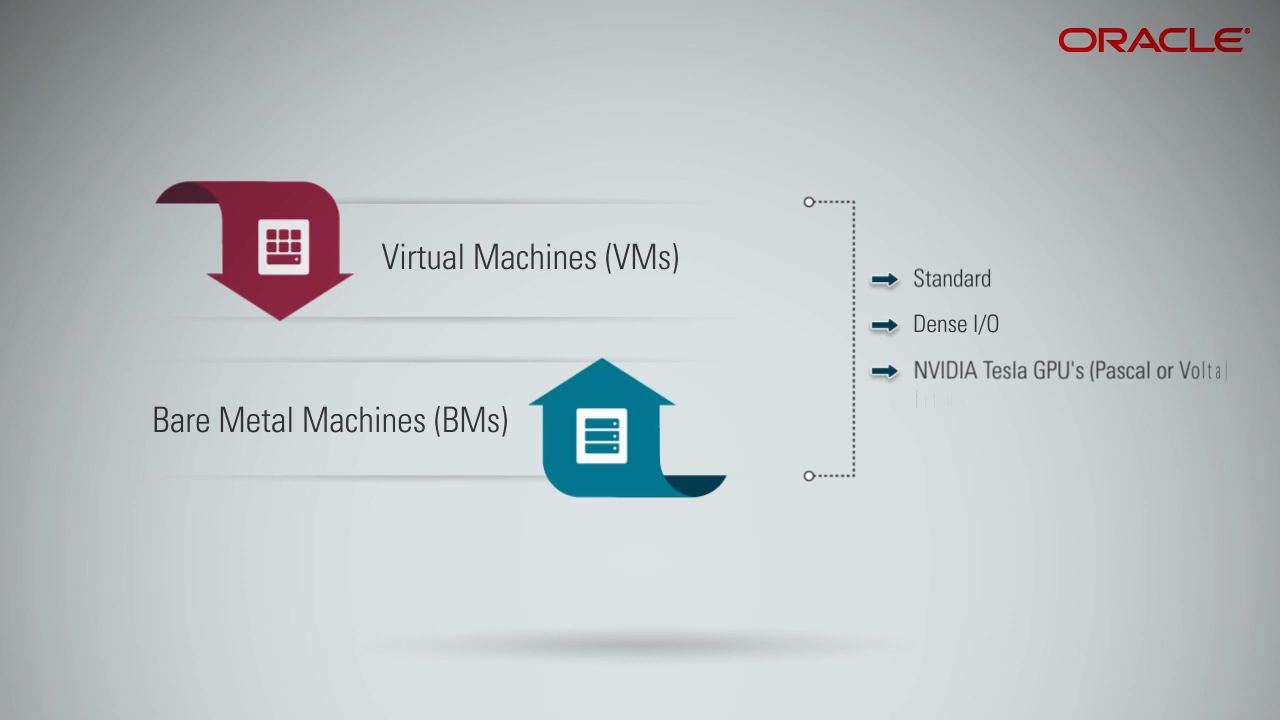 ORACLE®
Virtual Machines (VMs)
Standard
Dense I/O
NVIDIA Tesla GPU's (Pascal or Volta
Bare Metal Machines (BMs)